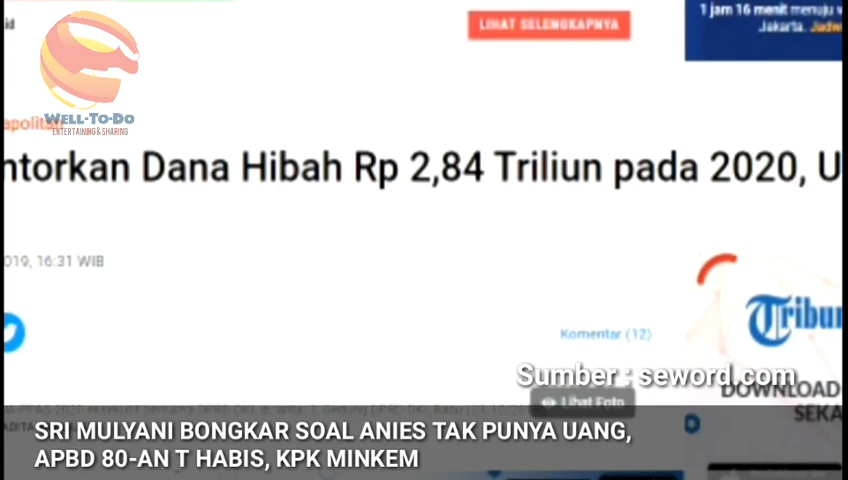 1 jam 16 menit menuju
Jakarta.
LIHAT SELENGKAPNYA
WELL-TO-DO
ENTERTAINING & SHARING
apolitan
ntorkan Dana Hibah Rp 2,84 Triliun pada 2020, U
019, 16:31 WIB
Tribun
Komentar (12)
Sumber : seword.com
DOWNLOAD
Lihat Foto
SEKA
SRI MULYANI BONGKAR SOAL ANIES TAK PUNYA UANG,
APBD 80-AN T HABIS, KPK MINKEM